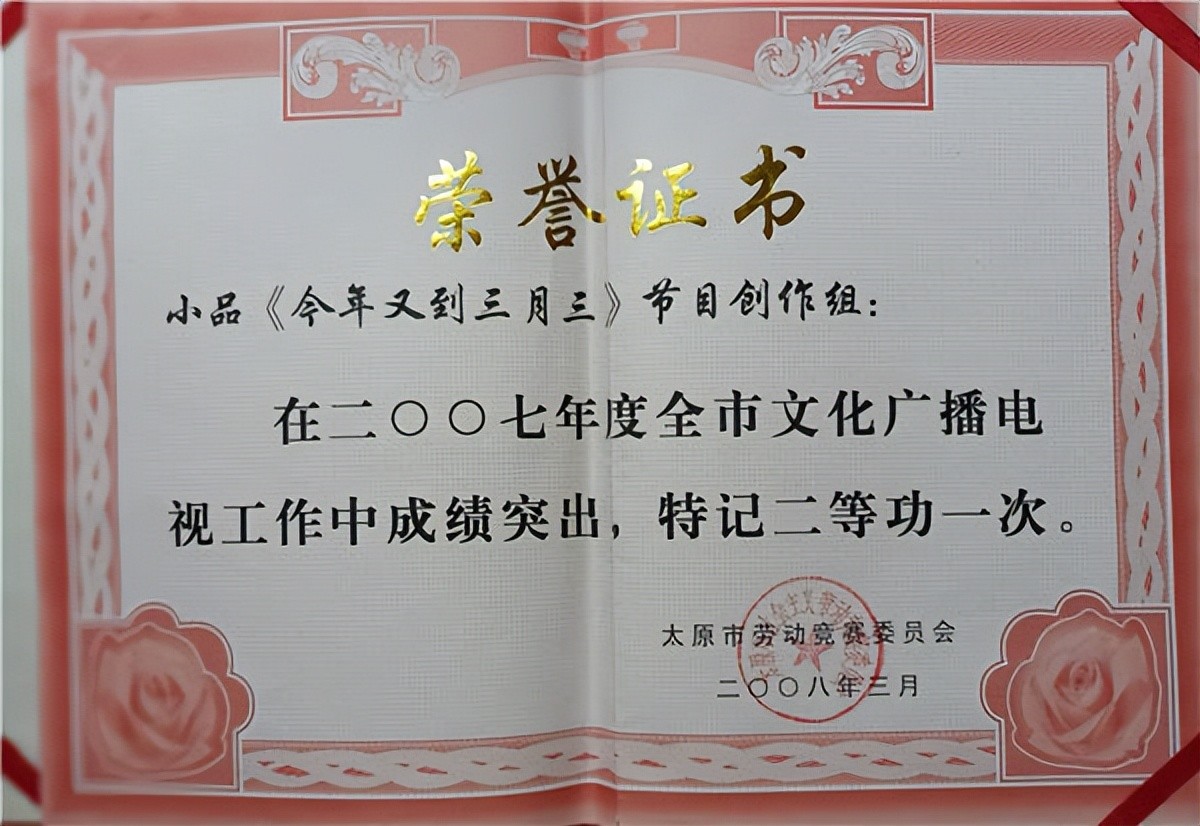 荣誉证书
小品《今年又到三月三》节目创作组：
在二〇〇七年度全市文化广播电
视工作中成绩突出，特记二等功一次。
太原市劳动竞赛委员会
二〇〇八年三月